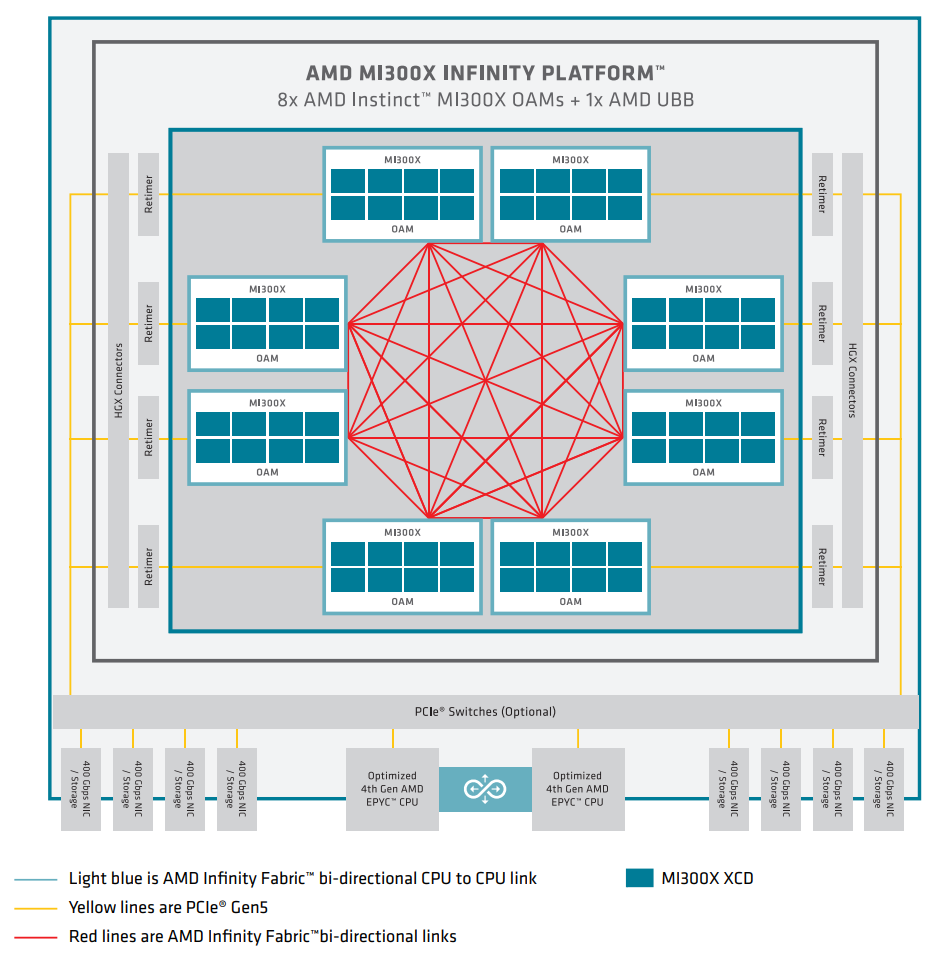 AMD MI300X INFINITY PLATFORM™
8x AMD Instinct™ MI300X OAMs + 1x AMD UBB
MI300X
OAM
MI300X
OAM
Retimer
Retimer
MI300X
OAM
MI300X
OAM
Retimer
Retimer
HGX Connectors
HGX Connectors
MI300X
OAM
MI300X
OAM
Retimer
Retimer
MI300X
OAM
MI300X
OAM
Retimer
Retimer
PCIe® Switches (Optional)
400 Gbps NIC
/ Storage
400 Gbps NIC
/ Storage
400 Gbps NIC
/ Storage
400 Gbps NIC
/ Storage
Optimized
4th Gen AMD
EPYC™ CPU
Optimized
4th Gen AMD
EPYC™ CPU
400 Gbps NIC
/ Storage
400 Gbps NIC
/ Storage
400 Gbps NIC
/ Storage
400 Gbps NIC
/ Storage
Light blue is AMD Infinity Fabric™ bi-directional CPU to CPU link
MI300X XCD
Yellow lines are PCIe® Gen5
Red lines are AMD Infinity Fabric™bi-directional links